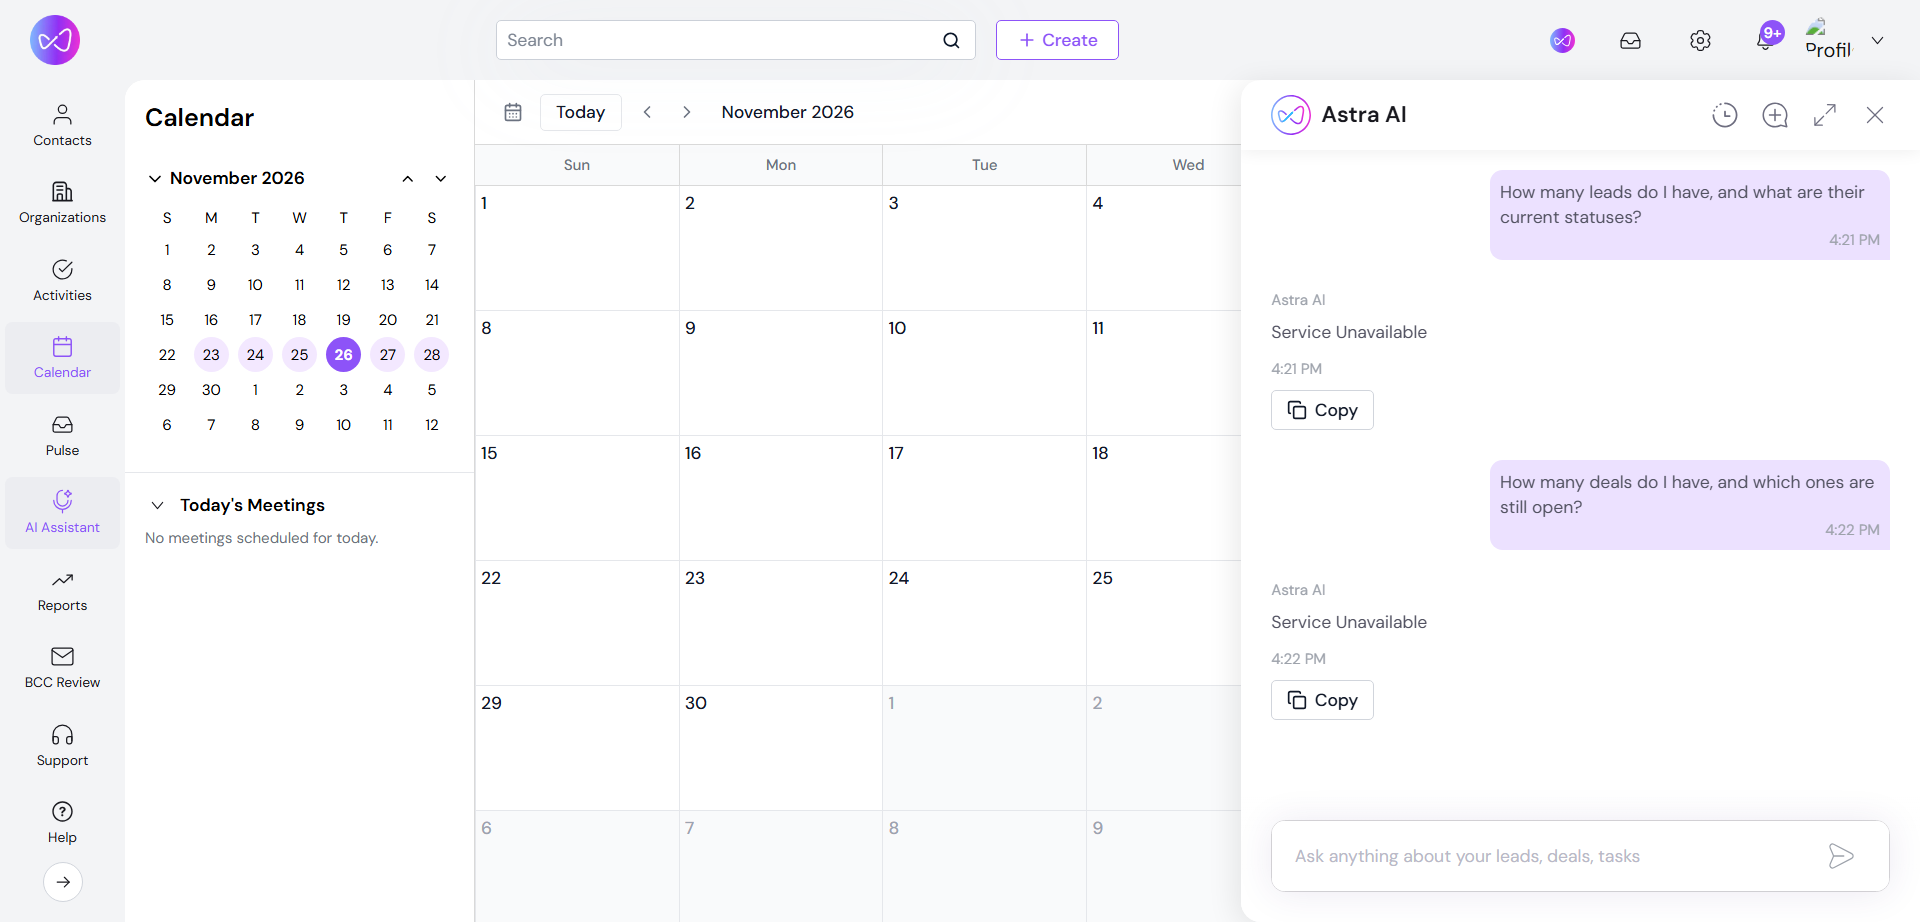 Search
Create
9+
Profil
Contacts
Organizations
Activities
Calendar
Pulse
AI Assistant
Reports
BCC Review
Support
Help
Calendar
November 2026
S M T W T F S
1 2 3 4 5 6 7
8 9 10 11 12 13 14
15 16 17 18 19 20 21
22 23 24 25 26 27 28
29 30 1 2 3 4 5
6 7 8 9 10 11 12
Today's Meetings
No meetings scheduled for today.
Today
November 2026
Sun Mon Tue Wed
1 2 3 4
8 9 10 11
15 16 17 18
22 23 24 25
29 30 1 2
6 7 8 9
Astra AI
How many leads do I have, and what are their
current statuses?
4:21 PM
Astra AI
Service Unavailable
4:21 PM
Copy
How many deals do I have, and which ones are
still open?
4:22 PM
Astra AI
Service Unavailable
4:22 PM
Copy
Ask anything about your leads, deals, tasks